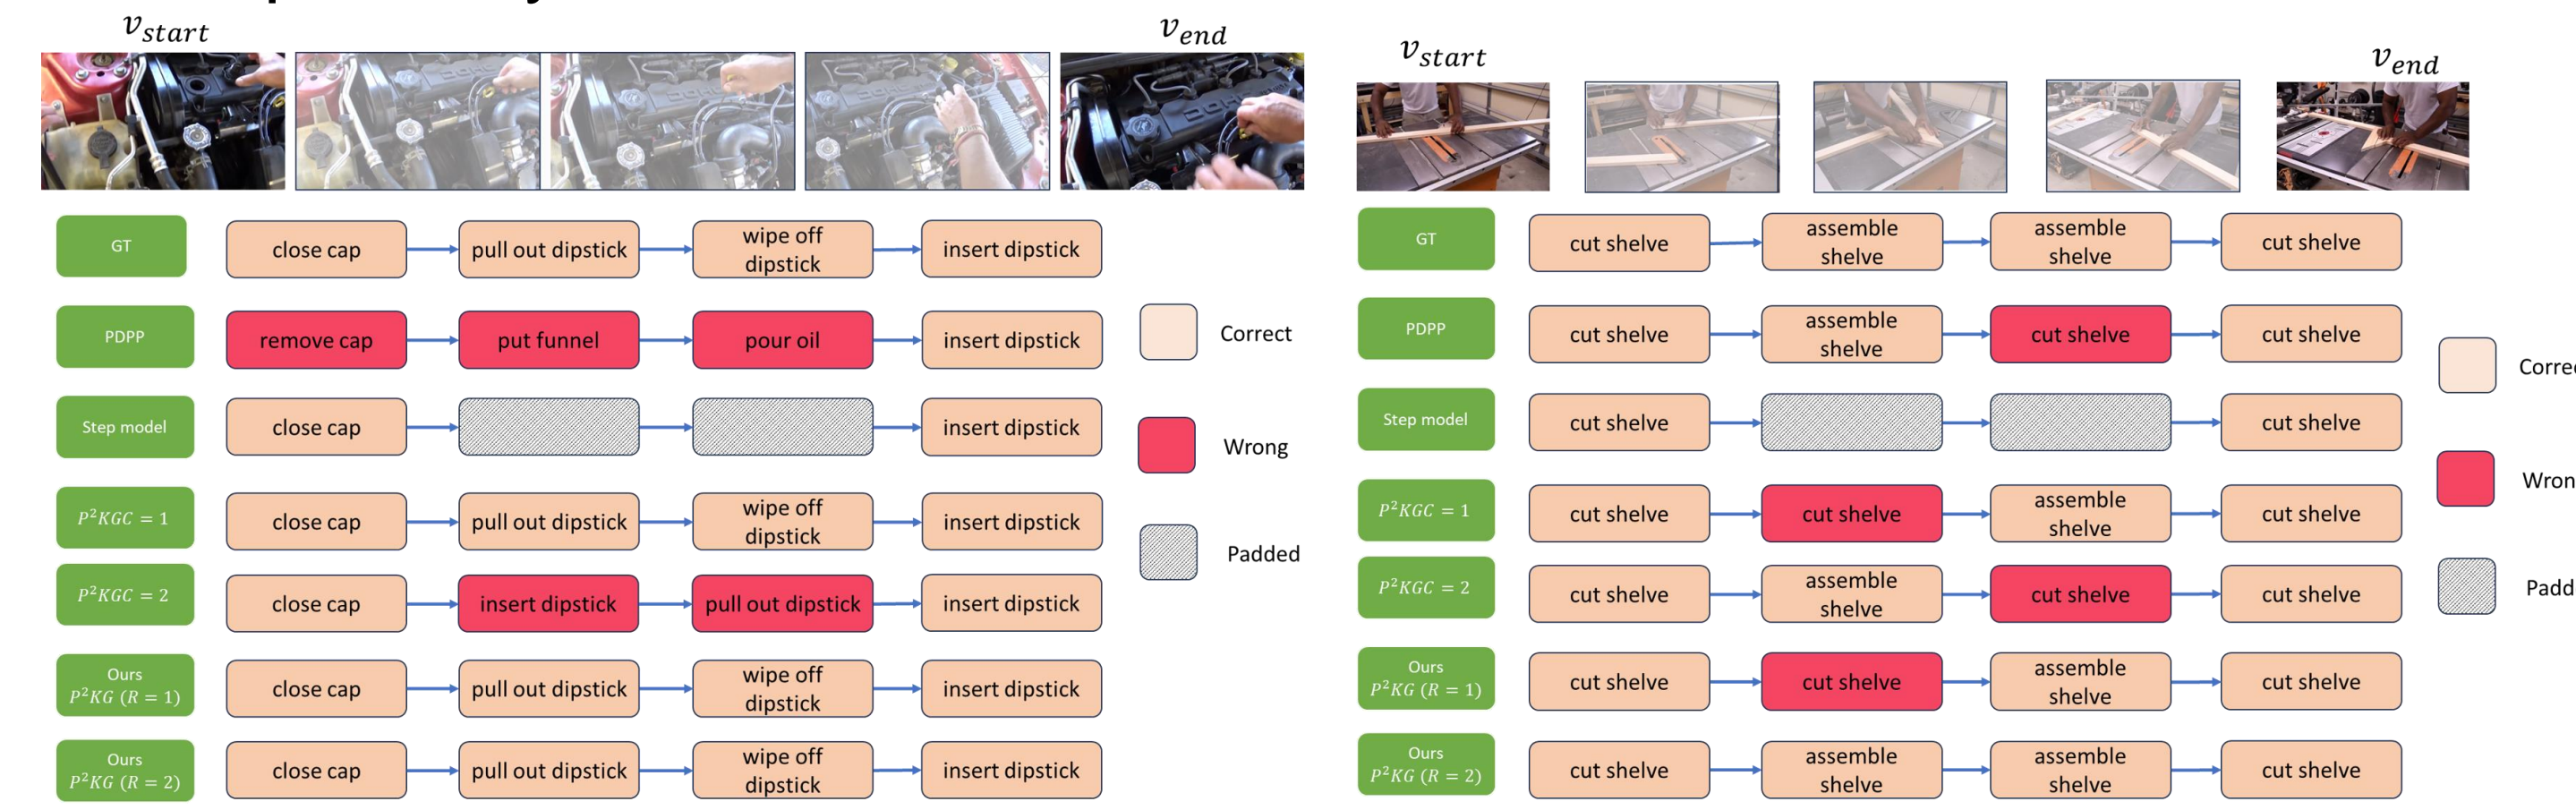 v_start
v_end
GT
close cap
pull out dipstick
wipe off
dipstick
insert dipstick
PDPP
remove cap
put funnel
pour oil
insert dipstick
Step model
close cap
insert dipstick
P²KGC = 1
close cap
pull out dipstick
wipe off
dipstick
insert dipstick
P²KGC = 2
close cap
insert dipstick
pull out dipstick
insert dipstick
Ours
P²KG (R = 1)
close cap
pull out dipstick
wipe off
dipstick
insert dipstick
Ours
P²KG (R = 2)
close cap
pull out dipstick
wipe off
dipstick
insert dipstick
Correct
Wrong
Padded
v_start
v_end
GT
cut shelve
assemble
shelve
assemble
shelve
cut shelve
PDPP
cut shelve
assemble
shelve
cut shelve
cut shelve
Step model
cut shelve
cut shelve
P²KGC = 1
cut shelve
cut shelve
assemble
shelve
cut shelve
P²KGC = 2
cut shelve
assemble
shelve
cut shelve
cut shelve
Ours
P²KG (R = 1)
cut shelve
cut shelve
assemble
shelve
cut shelve
Ours
P²KG (R = 2)
cut shelve
assemble
shelve
assemble
shelve
cut shelve
Correc
Wron
Padd